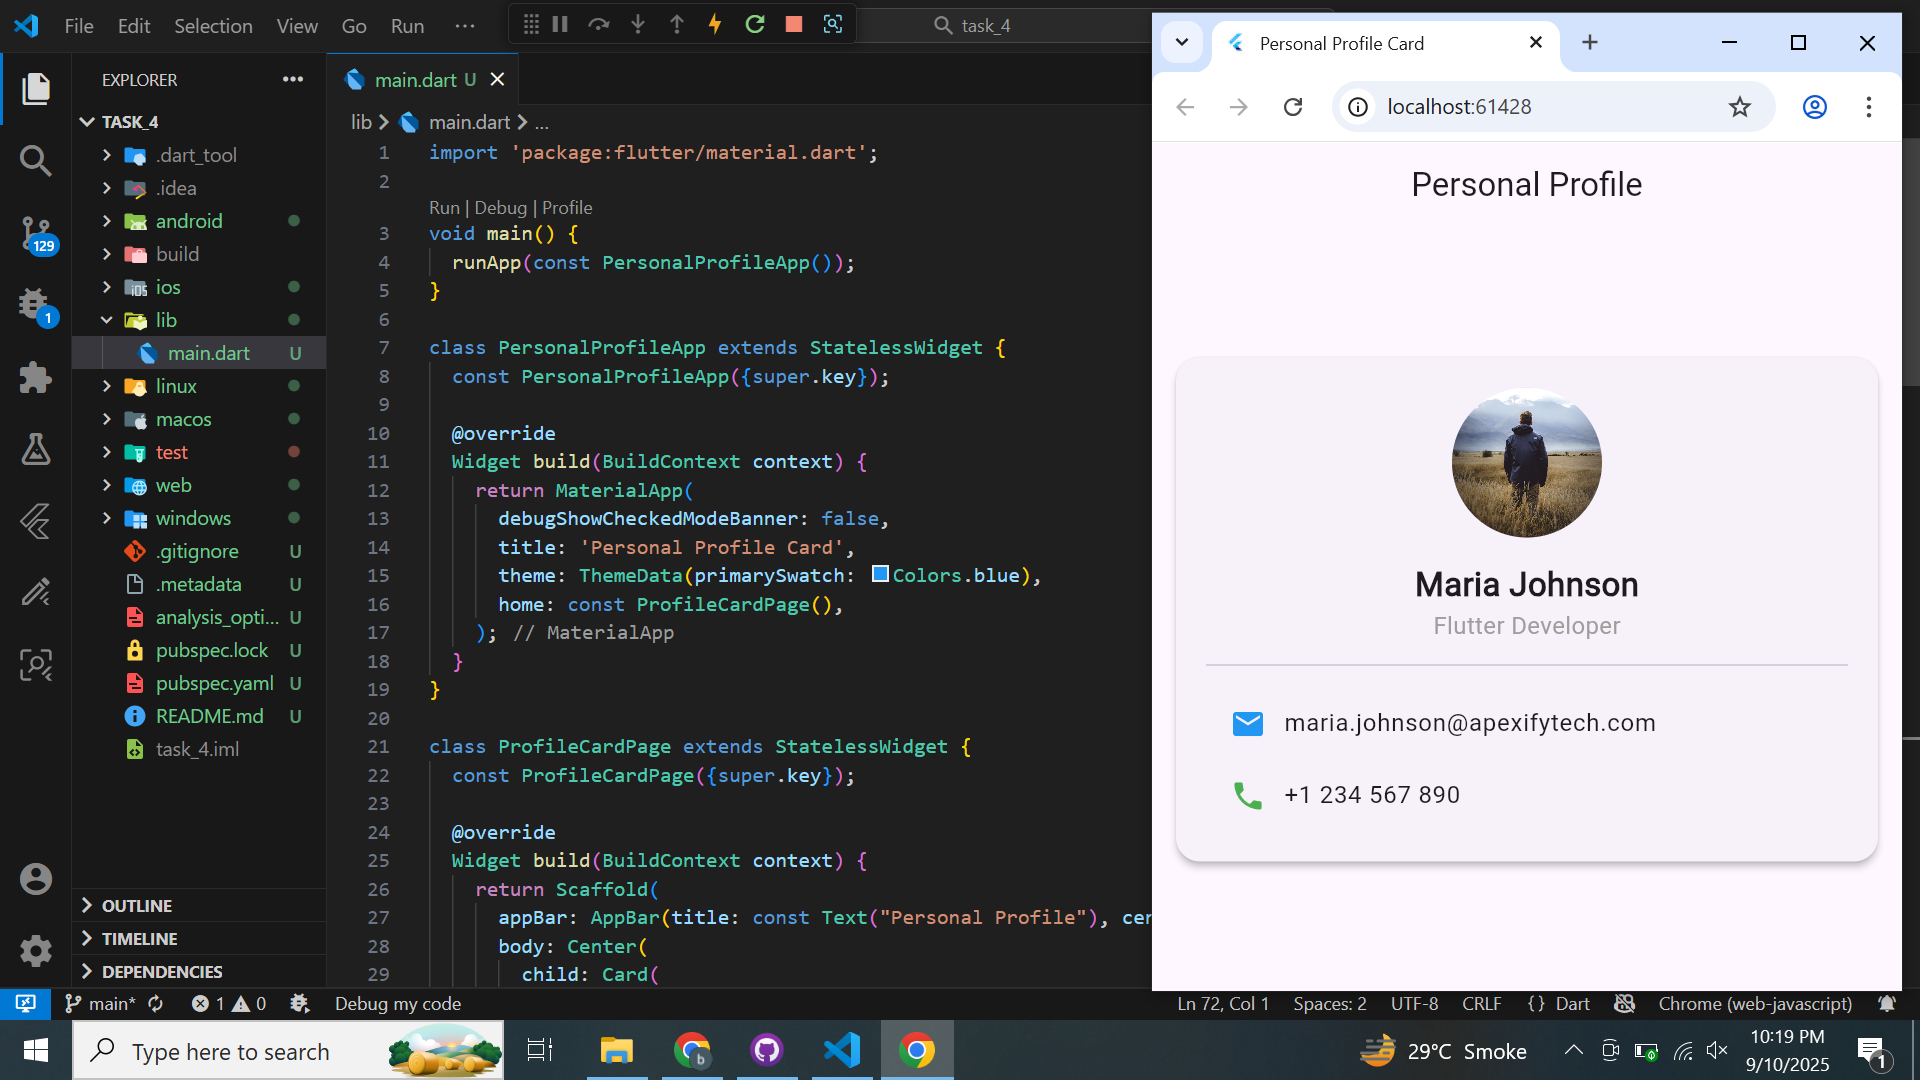 File Edit Selection View Go Run ···
task_4
EXPLORER
TASK_4
.dart_tool
.idea
android
build
ios
lib
main.dart U
linux
macos
test
web
windows
.gitignore U
.metadata U
analysis_opti... U
pubspec.lock U
pubspec.yaml U
README.md U
task_4.iml
OUTLINE
TIMELINE
DEPENDENCIES
129
1
main.dart U
lib > main.dart > ...
1 import 'package:flutter/material.dart';
2
Run | Debug | Profile
3 void main() {
4 runApp(const PersonalProfileApp());
5 }
6
7 class PersonalProfileApp extends StatelessWidget {
8 const PersonalProfileApp({super.key});
9
10 @override
11 Widget build(BuildContext context) {
12 return MaterialApp(
13 debugShowCheckedModeBanner: false,
14 title: 'Personal Profile Card',
15 theme: ThemeData(primarySwatch: Colors.blue),
16 home: const ProfileCardPage(),
17 ); // MaterialApp
18 }
19 }
20
21 class ProfileCardPage extends StatelessWidget {
22 const ProfileCardPage({super.key});
23
24 @override
25 Widget build(BuildContext context) {
26 return Scaffold(
27 appBar: AppBar(title: const Text("Personal Profile"), cen
28 body: Center(
29 child: Card(
Personal Profile Card
localhost:61428
Personal Profile
Maria Johnson
Flutter Developer
maria.johnson@apexifytech.com
+1 234 567 890
main* 1 0 Debug my code
Ln 72, Col 1 Spaces: 2 UTF-8 CRLF {} Dart Chrome (web-javascript)
Type here to search
b
29°C Smoke
10:19 PM
9/10/2025
1